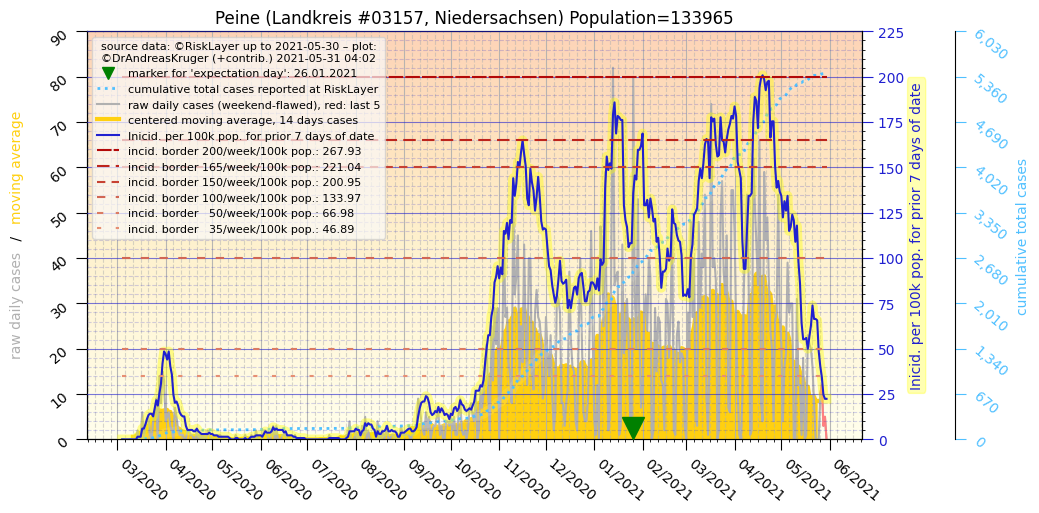 Peine (Landkreis #03157, Niedersachsen) Population=133965
source data: ©RiskLayer up to 2021-05-30 – plot:
©DrAndreasKruger (+contrib.) 2021-05-31 04:02
marker for 'expectation day': 26.01.2021
cumulative total cases reported at RiskLayer
raw daily cases (weekend-flawed), red: last 5
centered moving average, 14 days cases
Inicid. per 100k pop. for prior 7 days of date
incid. border 200/week/100k pop.: 267.93
incid. border 165/week/100k pop.: 221.04
incid. border 150/week/100k pop.: 200.95
incid. border 100/week/100k pop.: 133.97
incid. border 50/week/100k pop.: 66.98
incid. border 35/week/100k pop.: 46.89
raw daily cases / moving average
90
80
70
60
50
40
30
20
10
0
03/2020
04/2020
05/2020
06/2020
07/2020
08/2020
09/2020
10/2020
11/2020
12/2020
01/2021
02/2021
03/2021
04/2021
05/2021
06/2021
225
200
175
150
125
100
75
50
25
0
Inicid. per 100k pop. for prior 7 days of date
6,030
5,360
4,690
4,020
3,350
2,680
2,010
1,340
670
0
cumulative total cases